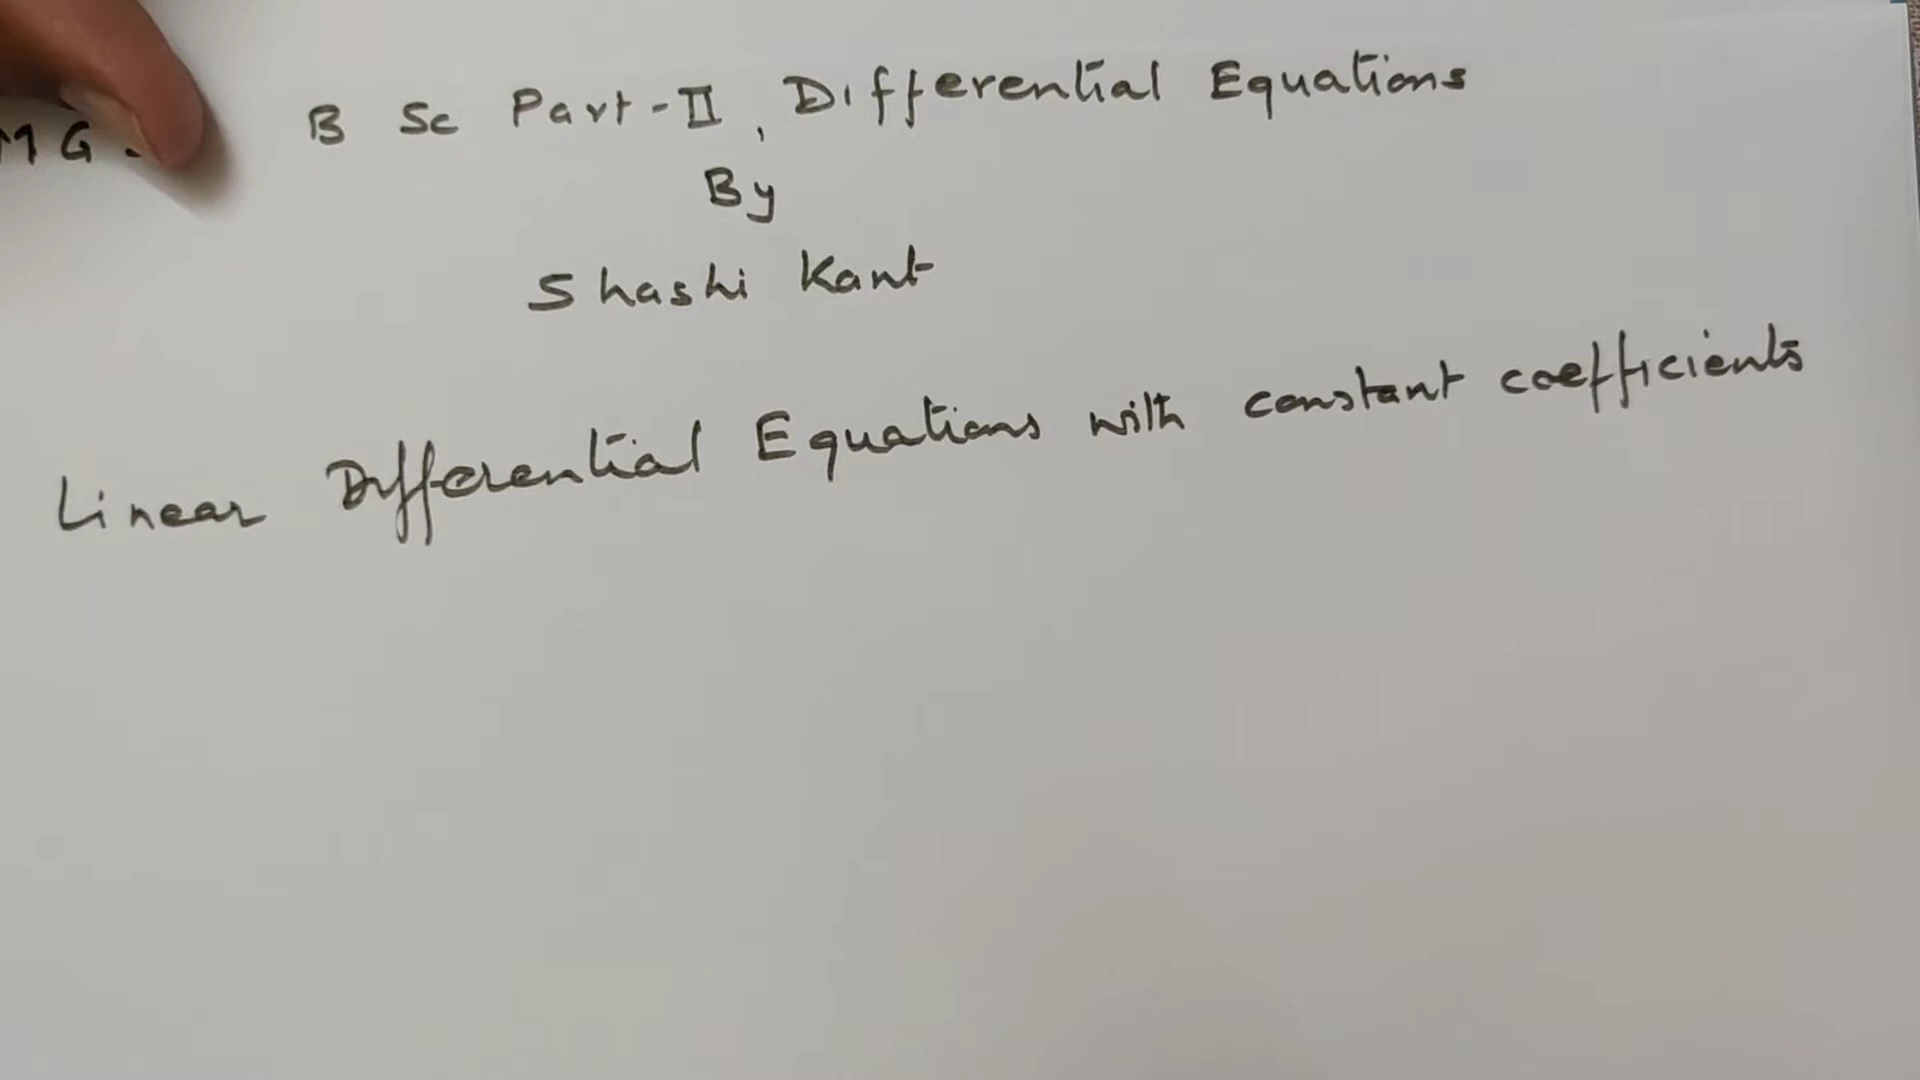 B Sc Part-II, Differential Equations
By
Shashi Kant
Linear Differential Equations with constant coefficients